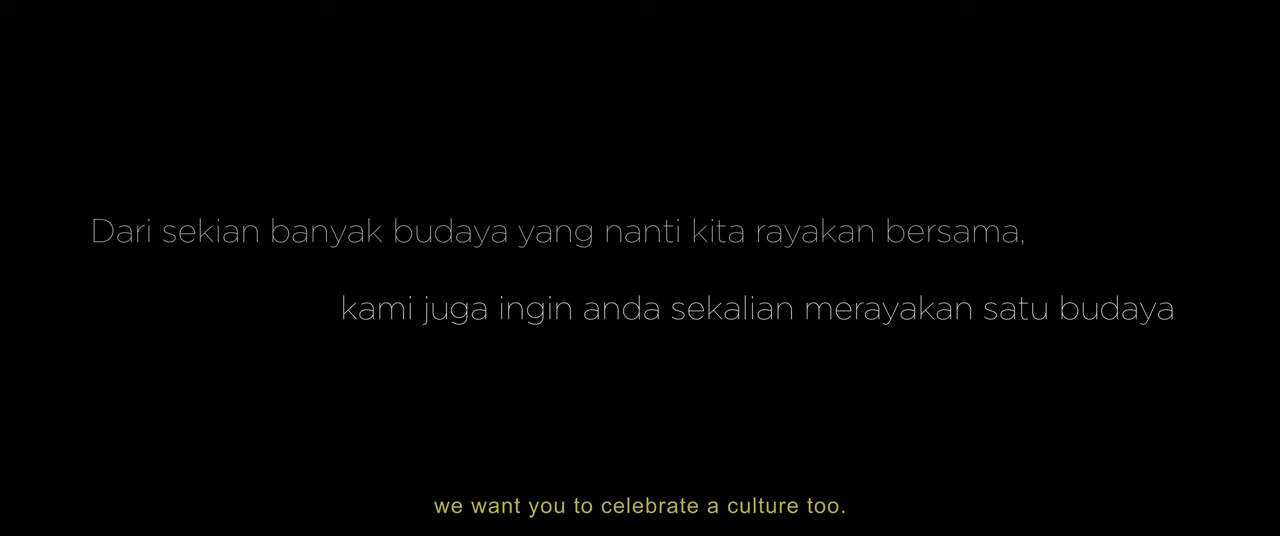 Dari sekian banyak budaya yang nanti kita rayakan bersama,
kami juga ingin anda sekalian merayakan satu budaya
we want you to celebrate a culture too.